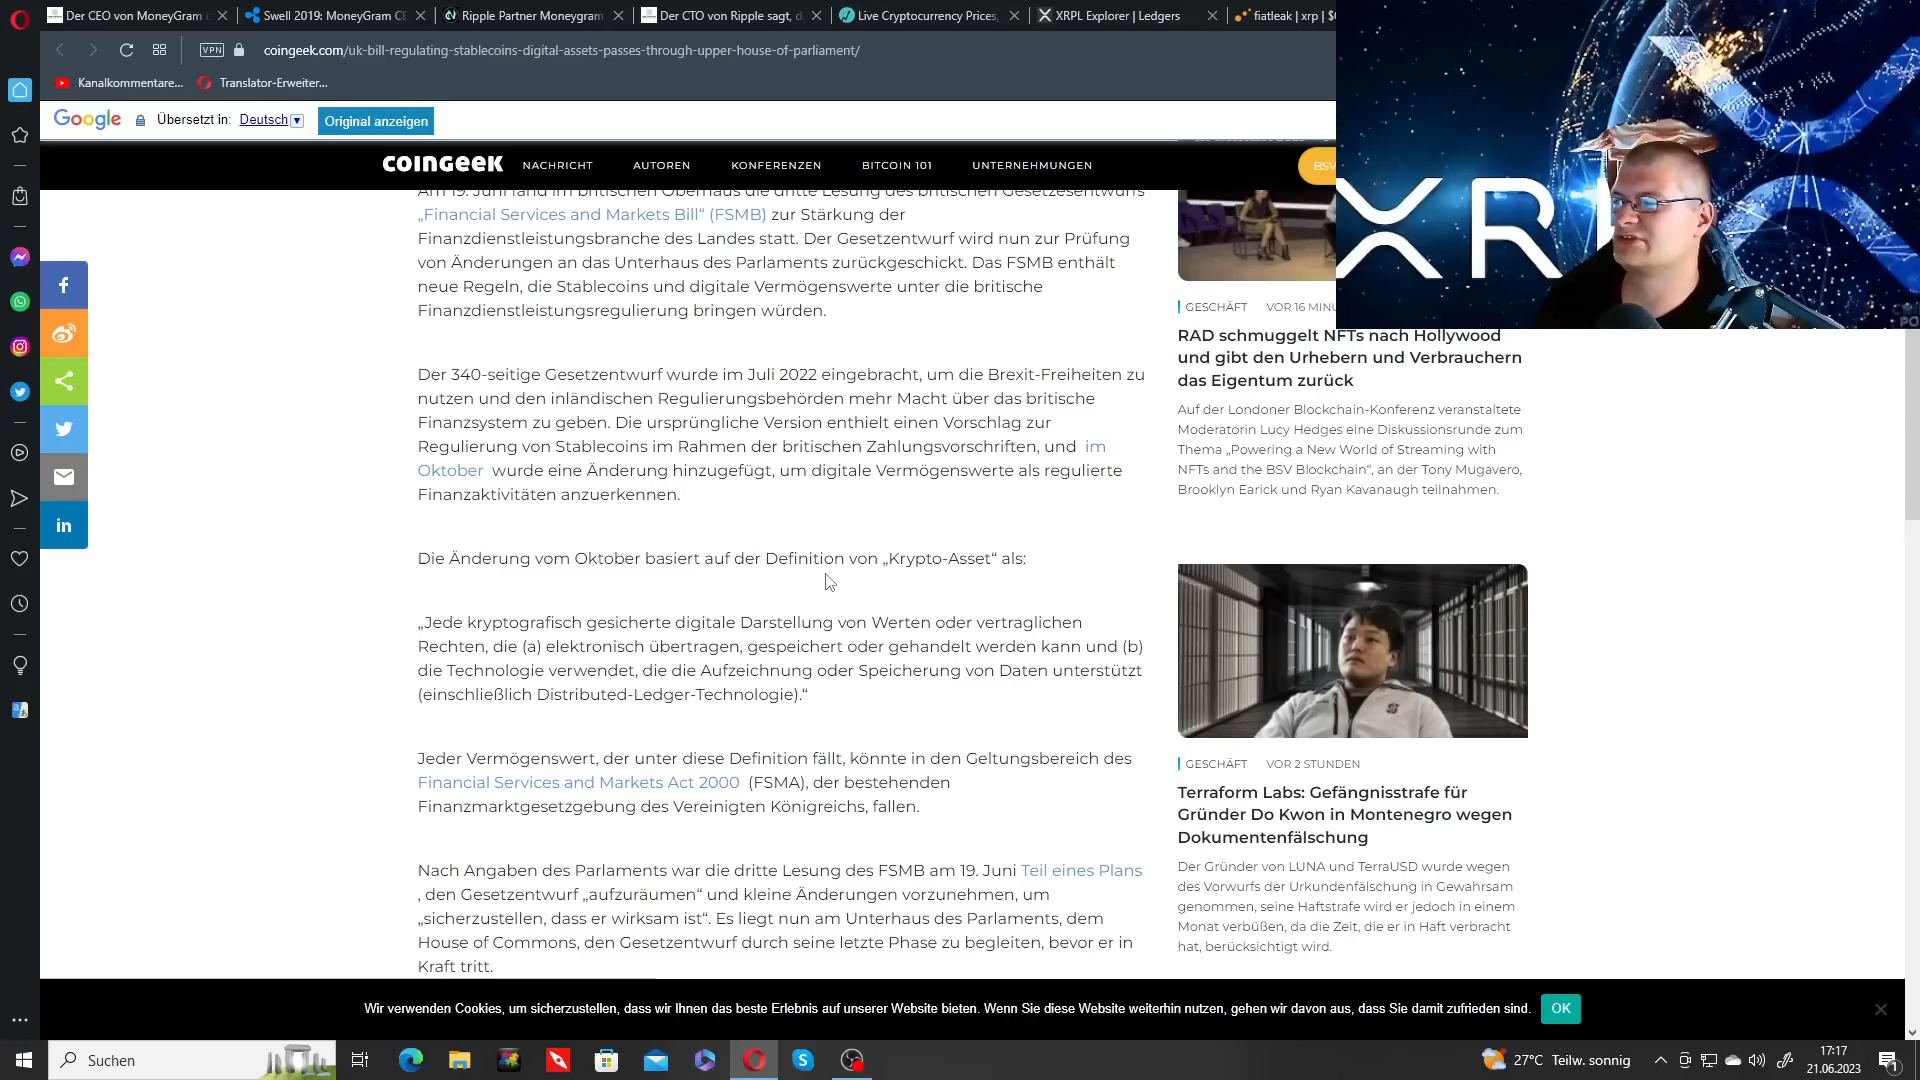 Der CEO von MoneyGram
Swell 2019: MoneyGram CE
Ripple Partner Moneygram
Der CTO von Ripple sagt, d
Live Cryptocurrency Prices,
XRPL Explorer | Ledgers
fiatleak | xrp |
VPN
coingeek.com/uk-bill-regulating-stablecoins-digital-assets-passes-through-upper-house-of-parliament/
Kanalkommentare...
Translator-Erweiter...
Google
Übersetzt in: Deutsch
Original anzeigen
COINGEEK
NACHRICHT
AUTOREN
KONFERENZEN
BITCOIN 101
UNTERNEHMUNGEN
BSV
XRP
Am 19. Juni fand im britischen Oberhaus die dritte Lesung des britischen Gesetzesentwurfs
„Financial Services and Markets Bill“ (FSMB) zur Stärkung der
Finanzdienstleistungsbranche des Landes statt. Der Gesetzentwurf wird nun zur Prüfung
von Änderungen an das Unterhaus des Parlaments zurückgeschickt. Das FSMB enthält
neue Regeln, die Stablecoins und digitale Vermögenswerte unter die britische
Finanzdienstleistungsregulierung bringen würden.
Der 340-seitige Gesetzentwurf wurde im Juli 2022 eingebracht, um die Brexit-Freiheiten zu
nutzen und den inländischen Regulierungsbehörden mehr Macht über das britische
Finanzsystem zu geben. Die ursprüngliche Version enthielt einen Vorschlag zur
Regulierung von Stablecoins im Rahmen der britischen Zahlungsvorschriften, und im
Oktober wurde eine Änderung hinzugefügt, um digitale Vermögenswerte als regulierte
Finanzaktivitäten anzuerkennen.
Die Änderung vom Oktober basiert auf der Definition von „Krypto-Asset“ als:
„Jede kryptografisch gesicherte digitale Darstellung von Werten oder vertraglichen
Rechten, die (a) elektronisch übertragen, gespeichert oder gehandelt werden kann und (b)
die Technologie verwendet, die die Aufzeichnung oder Speicherung von Daten unterstützt
(einschließlich Distributed-Ledger-Technologie).“
Jeder Vermögenswert, der unter diese Definition fällt, könnte in den Geltungsbereich des
Financial Services and Markets Act 2000 (FSMA), der bestehenden
Finanzmarktgesetzgebung des Vereinigten Königreichs, fallen.
Nach Angaben des Parlaments war die dritte Lesung des FSMB am 19. Juni Teil eines Plans
, den Gesetzentwurf „aufzuräumen“ und kleine Änderungen vorzunehmen, um
„sicherzustellen, dass er wirksam ist“. Es liegt nun am Unterhaus des Parlaments, dem
House of Commons, den Gesetzentwurf durch seine letzte Phase zu begleiten, bevor er in
Kraft tritt.
GESCHÄFT VOR 16 MINU
RAD schmuggelt NFTs nach Hollywood
und gibt den Urhebern und Verbrauchern
das Eigentum zurück
Auf der Londoner Blockchain-Konferenz veranstaltete
Moderatorin Lucy Hedges eine Diskussionsrunde zum
Thema „Powering a New World of Streaming with
NFTs and the BSV Blockchain“, an der Tony Mugavero,
Brooklyn Earick und Ryan Kavanaugh teilnahmen.
GESCHÄFT VOR 2 STUNDEN
Terraform Labs: Gefängnisstrafe für
Gründer Do Kwon in Montenegro wegen
Dokumentenfälschung
Der Gründer von LUNA und TerraUSD wurde wegen
des Vorwurfs der Urkundenfälschung in Gewahrsam
genommen, seine Haftstrafe wird er jedoch in einem
Monat verbüßen, da die Zeit, die er in Haft verbracht
hat, berücksichtigt wird.
Wir verwenden Cookies, um sicherzustellen, dass wir Ihnen das beste Erlebnis auf unserer Website bieten. Wenn Sie diese Website weiterhin nutzen, gehen wir davon aus, dass Sie damit zufrieden sind.
OK
Suchen
27°C Teilw. sonnig
17:17
21.06.2023
1